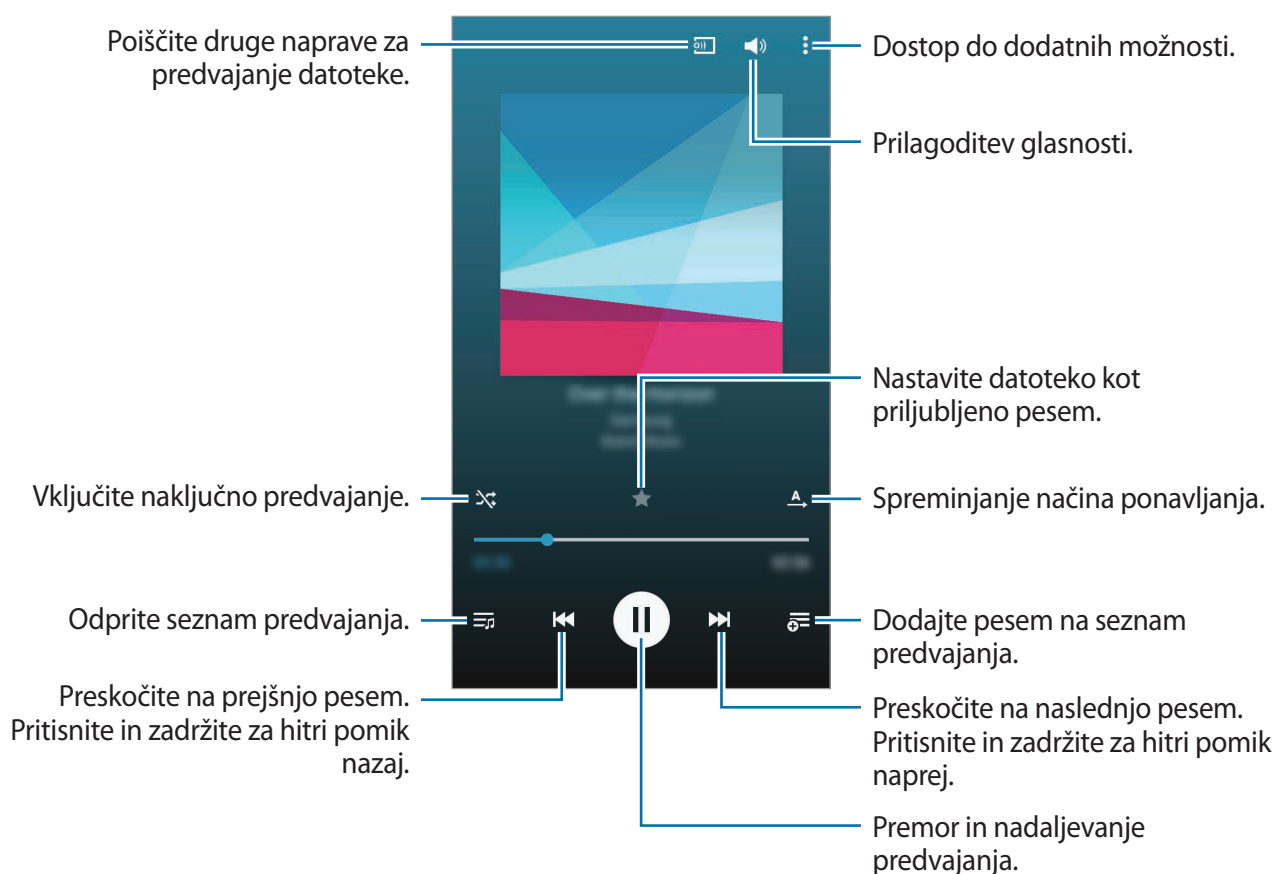 Poiščite druge naprave za
predvajanje datoteke.
Dostop do dodatnih možnosti.
Prilagoditev glasnosti.
Nastavite datoteko kot
priljubljeno pesem.
Vključite naključno predvajanje.
A
Spreminjanje načina ponavljanja.
Odprite seznam predvajanja.
Dodajte pesem na seznam
predvajanja.
Preskočite na prejšnjo pesem.
Pritisnite in zadržite za hitri pomik
nazaj.
Preskočite na naslednjo pesem.
Pritisnite in zadržite za hitri pomik
naprej.
Premor in nadaljevanje
predvajanja.